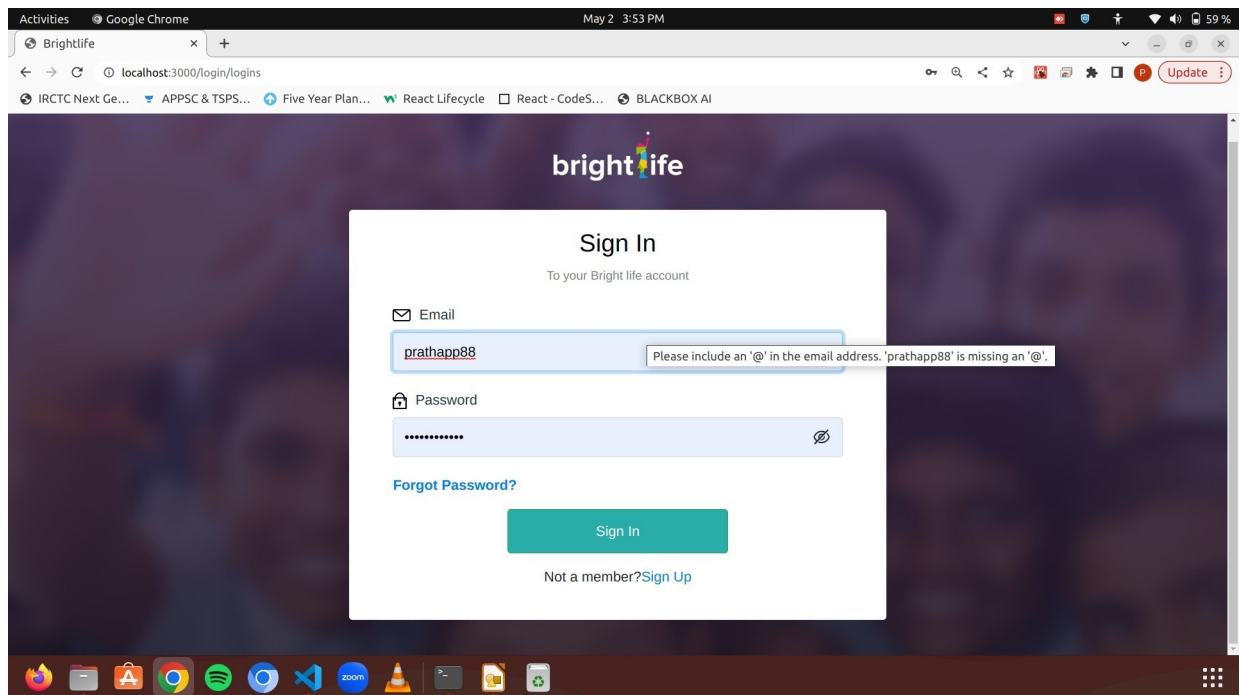 Activities Google Chrome May 2 3:53 PM 59 %
Brightlife
localhost:3000/login/logins Update
IRCTC Next Ge... APPSC & TSPS... Five Year Plan... React Lifecycle React - CodeS... BLACKBOX AI
brightlife
Sign In
To your Bright life account
Email
prathapp88
Please include an '@' in the email address. 'prathapp88' is missing an '@'.
Password
Forgot Password?
Sign In
Not a member?Sign Up
zoom